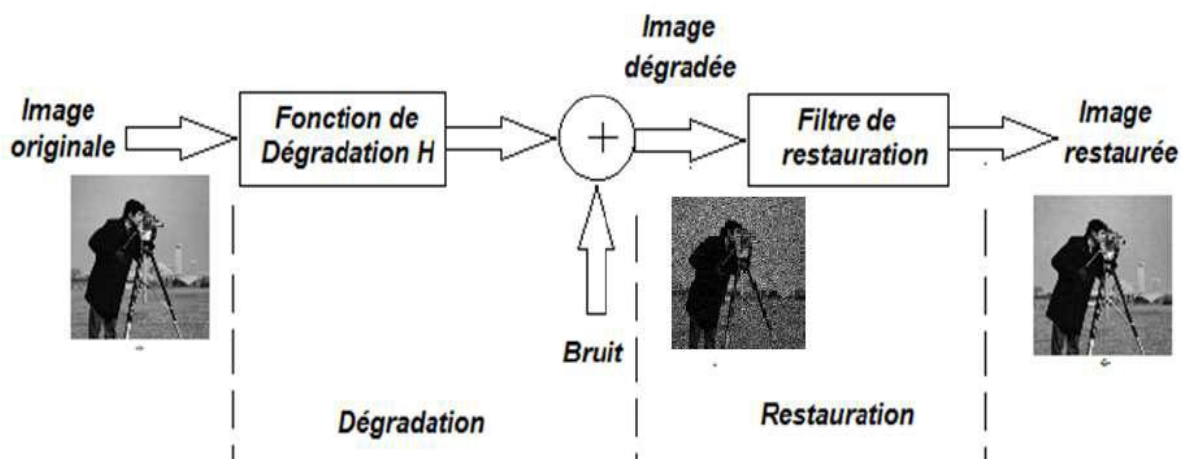 Image
originale
Fonction de
Dégradation H
+
Image
dégradée
Filtre de
restauration
Image
restaurée
Bruit
Dégradation
Restauration